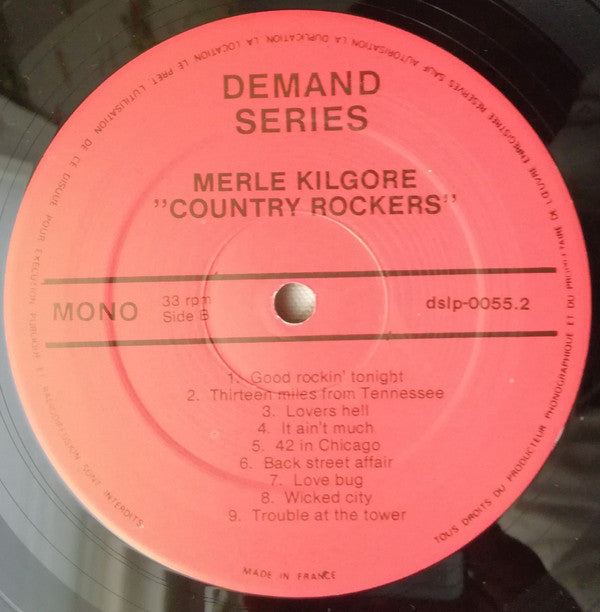 DEMAND
SERIES
MERLE KILGORE
"COUNTRY ROCKERS"
MONO
33 rpm
Side B
dslp-0055.2
1. Good rockin' tonight
2. Thirteen miles from Tennessee
3. Lovers hell
4. It ain't much
5. 42 in Chicago
6. Back street affair
7. Love bug
8. Wicked city
9. Trouble at the tower
MADE IN FRANCE
TOUS DROITS DU PRODUCTEUR PHONOGRAPHIQUE ET DU PROPRIETAIRE DE L'ŒUVRE ENREGISTREE RESERVES SAUF AUTORISATION LA DUPLICATION LA LOCATION LE PRET L'UTILISATION DE CE DISQUE POUR EXECUTION PUBLIQUE ET RADIODIFFUSION SONT INTERDITS